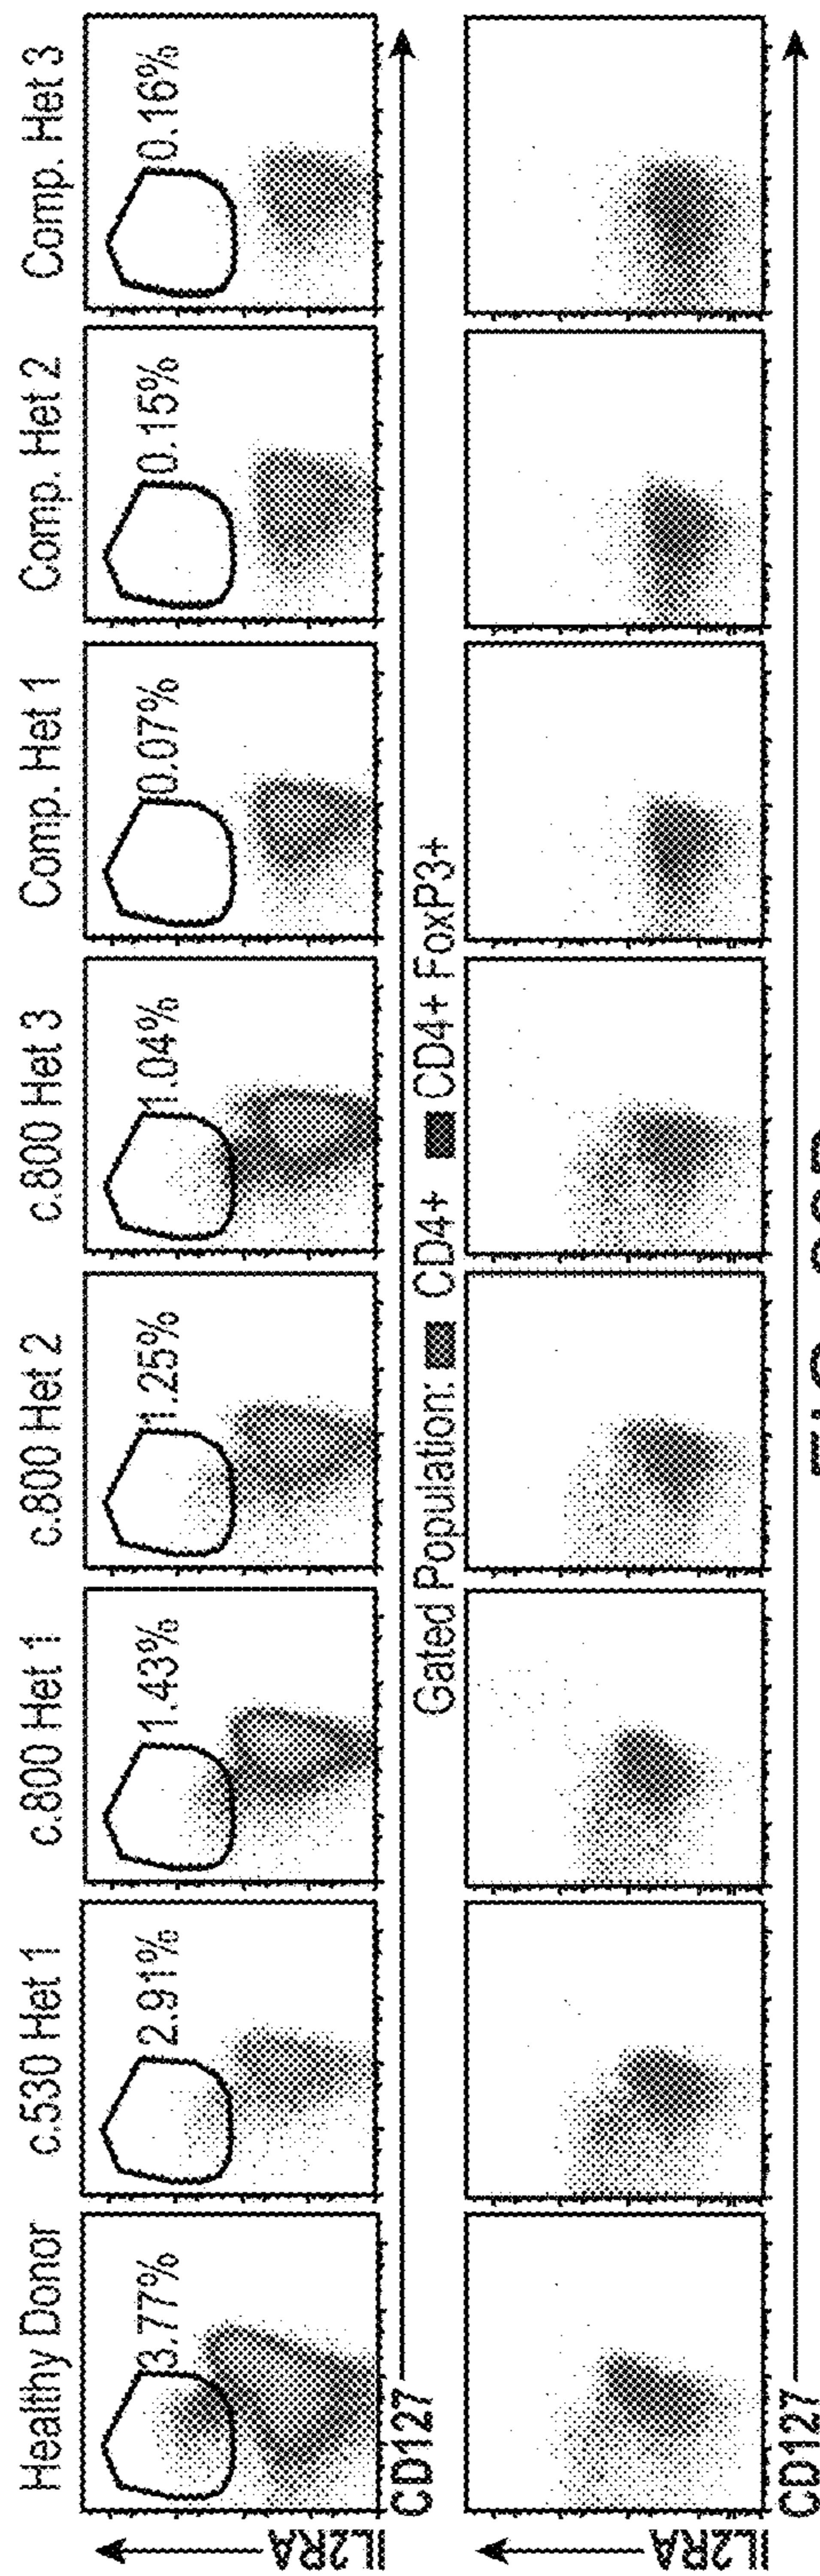 Healthy Donor
c.530 Het 1
c.800 Het 1
c.800 Het 2
c.800 Het 3
Comp. Het 1
Comp. Het 2
Comp. Het 3
3.77%
2.91%
1.43%
1.25%
1.04%
0.07%
0.15%
0.16%
IL2RA
CD127
Gated Population: CD4+ CD4+ FoxP3+
IL2RA
CD127